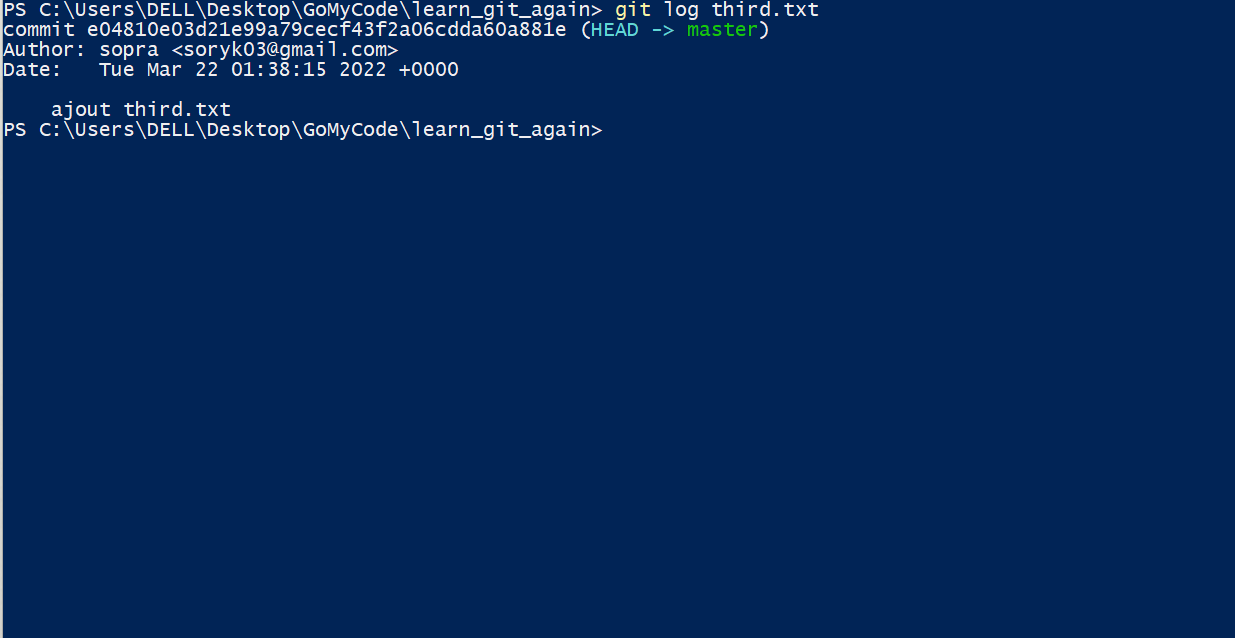 PS C:\Users\DELL\Desktop\GoMyCode\learn_git_again> git log third.txt
commit e04810e03d21e99a79cecf43f2a06cdda60a881e (HEAD -> master)
Author: sopra <soryk03@gmail.com>
Date:   Tue Mar 22 01:38:15 2022 +0000
    ajout third.txt
PS C:\Users\DELL\Desktop\GoMyCode\learn_git_again>